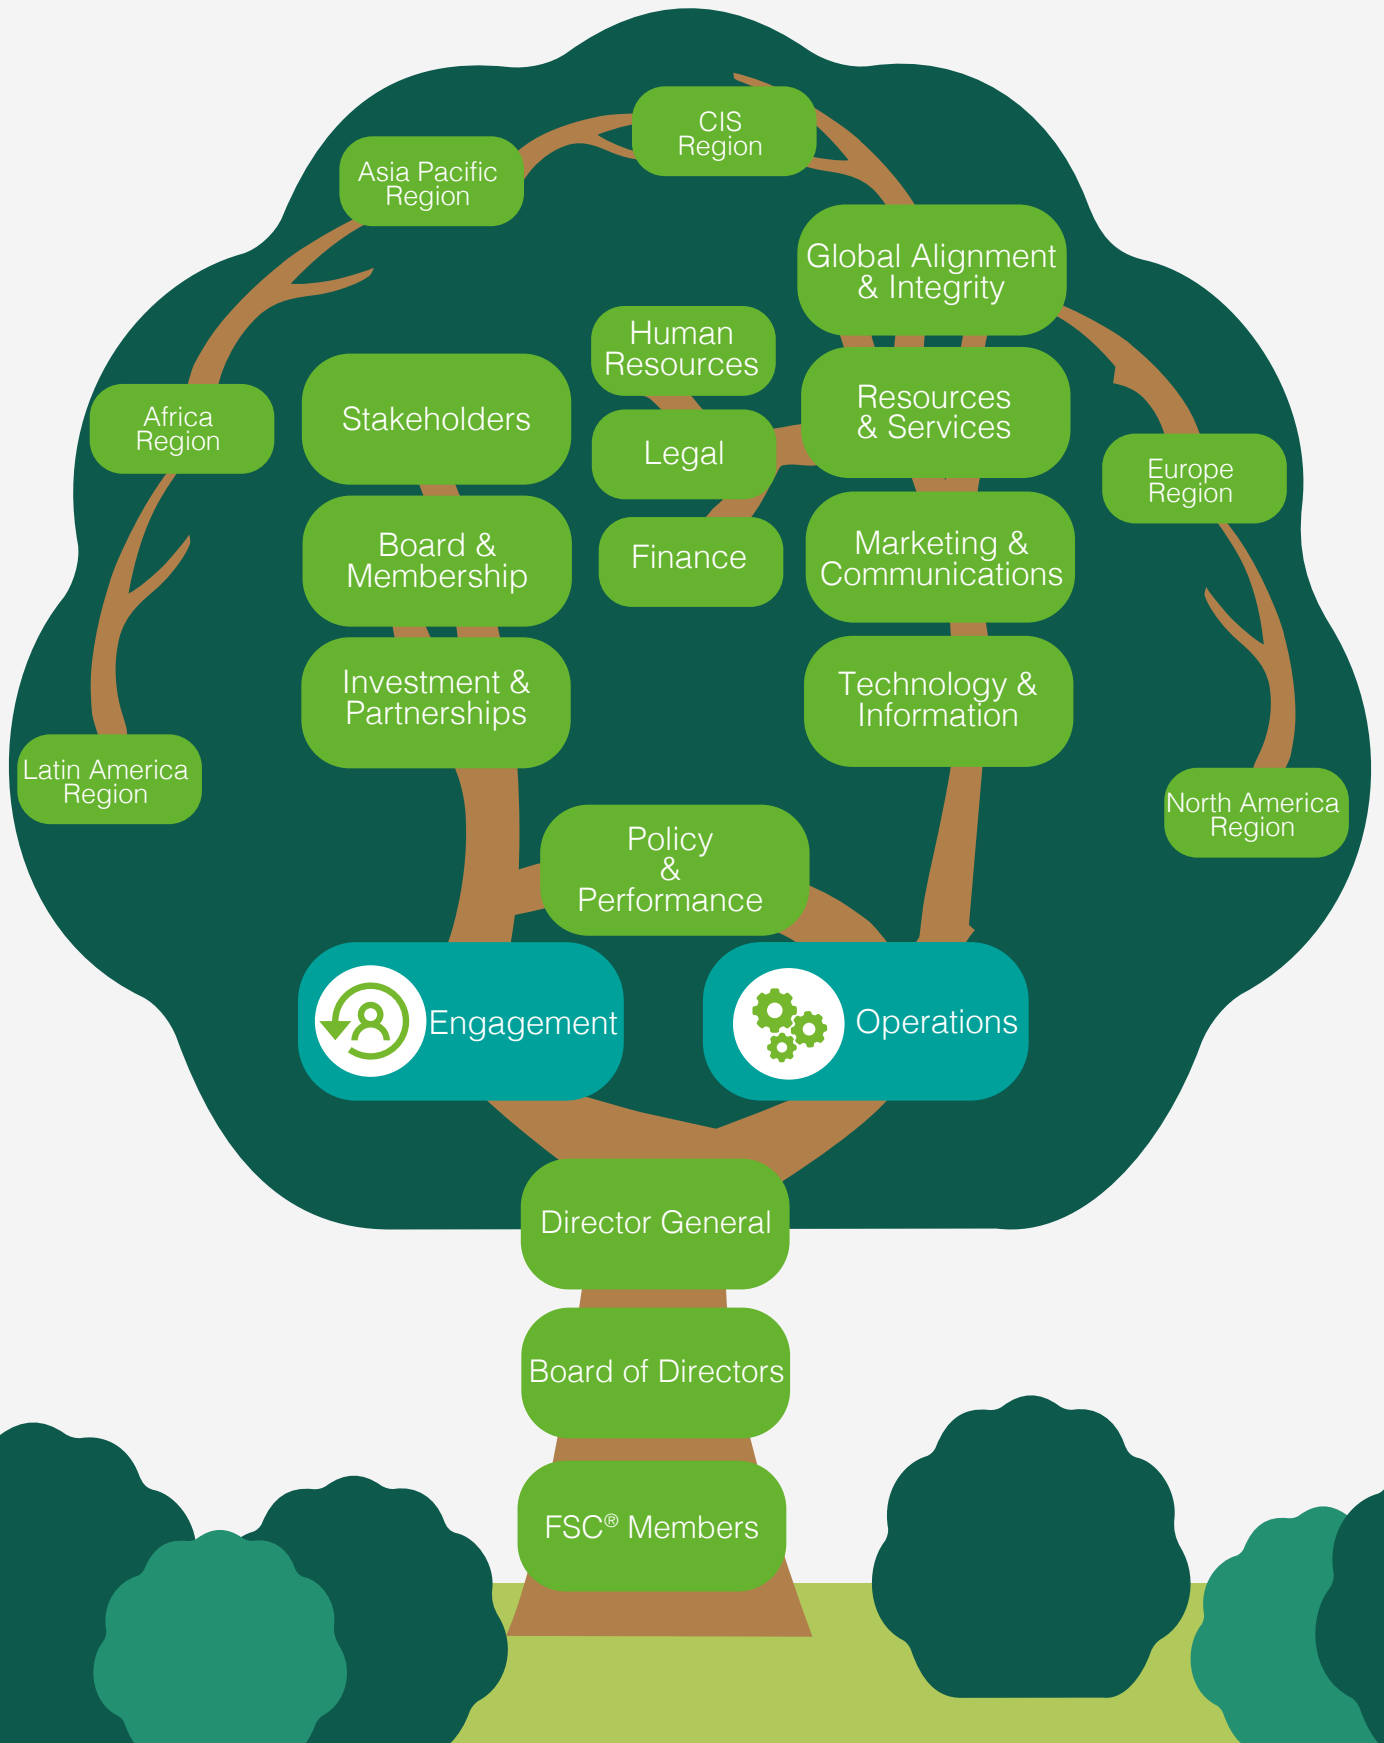 CIS
Region
Asia Pacific
Region
Global Alignment
& Integrity
Human
Resources
Resources
& Services
Stakeholders
Africa
Region
Legal
Europe
Region
Board &
Membership
Finance
Marketing &
Communications
Investment &
Partnerships
Technology &
Information
Latin America
Region
North America
Region
Policy
&
Performance
Engagement
Operations
Director General
Board of Directors
FSC® Members